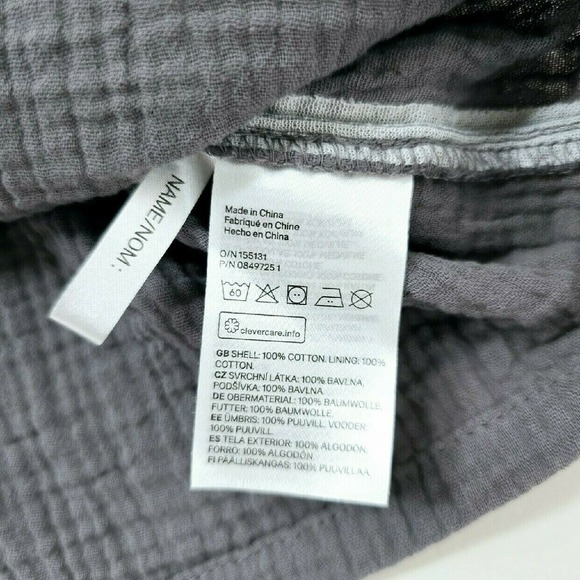 NAME/NOM:
Made in China
Fabriqué en Chine
Hecho en China
O/N 155131
P/N 0849725 1
60
clevercare.info
GB SHELL: 100% COTTON. LINING: 100%
COTTON.
CZ SVRCHNÍ LÁTKA: 100% BAVLNA,
PODŠÍVKA: 100% BAVLNA.
DE OBERMATERIAL: 100% BAUMWOLLE,
FUTTER: 100% BAUMWOLLE.
EE ÜMBRIS: 100% PUUVILL, VOODER:
100% PUUVILL.
ES TELA EXTERIOR: 100% ALGODÓN.
FORRO: 100% ALGODÓN.
FI PÄÄLLISKANGAS: 100% PUUVILLAA.